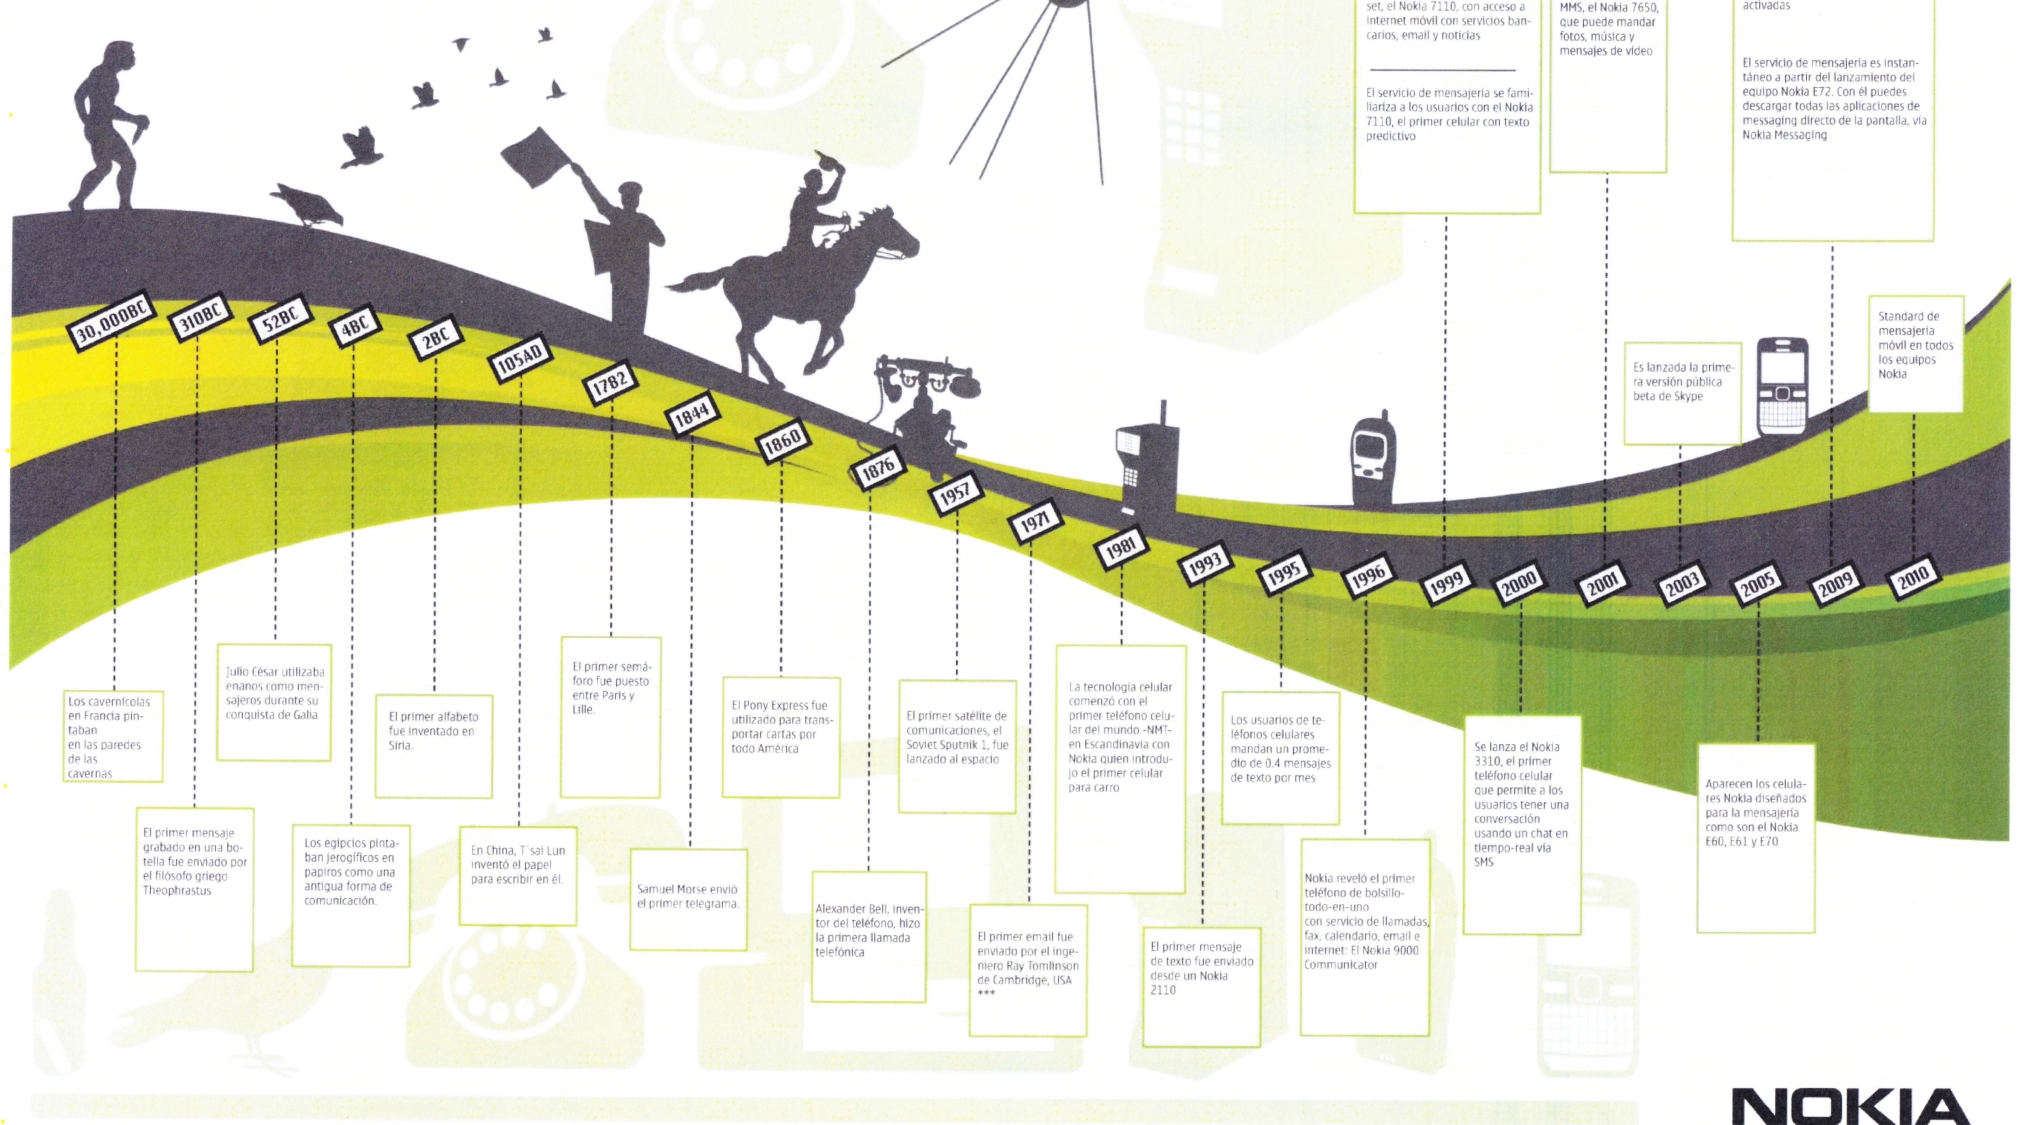 set, el Nokia 7110, con acceso a
internet móvil con servicios ban-
carios, email y noticias
El servicio de mensajería se fami-
liariza a los usuarios con el Nokia
7110, el primer celular con texto
predictivo
MMS, el Nokia 7650,
que puede mandar
fotos, música y
mensajes de video
activadas
El servicio de mensajería es instan-
táneo a partir del lanzamiento del
equipo Nokia E72. Con él puedes
descargar todas las aplicaciones de
messaging directo de la pantalla, vía
Nokia Messaging
Standard de
mensajería
móvil en todos
los equipos
Nokia
Es lanzada la prime-
ra versión pública
beta de Skype
30,000BC
310BC
52BC
4BC
2BC
105AD
1782
1844
1860
1876
1957
1971
1981
1993
1995
1996
1999
2000
2001
2003
2005
2009
2010
Los cavernícolas
en Francia pin-
taban
en las paredes
de las
cavernas
El primer mensaje
grabado en una bo-
tella fue enviado por
el filósofo griego
Theophrastus
Julio César utilizaba
enanos como men-
sajeros durante su
conquista de Galia
Los egipcios pinta-
ban jerogíficos en
papiros como una
antigua forma de
comunicación.
El primer alfabeto
fue inventado en
Siria.
En China, T´sai Lun
inventó el papel
para escribir en él.
El primer semá-
foro fue puesto
entre París y
Lille.
Samuel Morse envió
el primer telegrama.
El Pony Express fue
utilizado para trans-
portar cartas por
todo América
Alexander Bell, inven-
tor del teléfono, hizo
la primera llamada
telefónica
El primer satélite de
comunicaciones, el
Soviet Sputnik 1, fue
lanzado al espacio
El primer email fue
enviado por el inge-
niero Ray Tomlinson
de Cambridge, USA
***
La tecnología celular
comenzó con el
primer teléfono celu-
lar del mundo -NMT-
en Escandinavia con
Nokia quien introdu-
jo el primer celular
para carro
El primer mensaje
de texto fue enviado
desde un Nokia
2110
Los usuarios de te-
léfonos celulares
mandan un prome-
dio de 0.4 mensajes
de texto por mes
Nokia reveló el primer
teléfono de bolsillo-
todo-en-uno
con servicio de llamadas,
fax, calendario, email e
internet: El Nokia 9000
Communicator
Se lanza el Nokia
3310, el primer
teléfono celular
que permite a los
usuarios tener una
conversación
usando un chat en
tiempo-real vía
SMS
Aparecen los celula-
res Nokia diseñados
para la mensajería
como son el Nokia
E60, E61 y E70
NOKIA